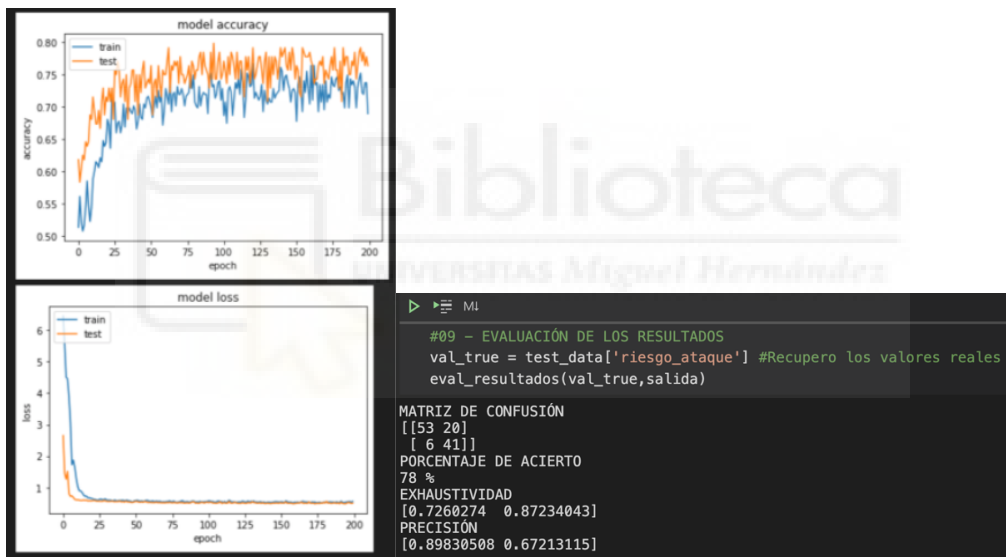 model accuracy
train
test
0.80
0.75
0.70
0.65
0.60
0.55
0.50
accuracy
0 25 50 75 100 125 150 175 200
epoch
Biblioteca
UNIVERSITAS Miguel Hernández
model loss
train
test
6
5
4
3
2
1
loss
0 25 50 75 100 125 150 175 200
epoch
M↓
#09 - EVALUACIÓN DE LOS RESULTADOS
val_true = test_data['riesgo_ataque'] #Recupero los valores reales
eval_resultados(val_true,salida)
MATRIZ DE CONFUSIÓN
[[53 20]
[ 6 41]]
PORCENTAJE DE ACIERTO
78 %
EXHAUSTIVIDAD
[0.7260274 0.87234043]
PRECISIÓN
[0.89830508 0.67213115]